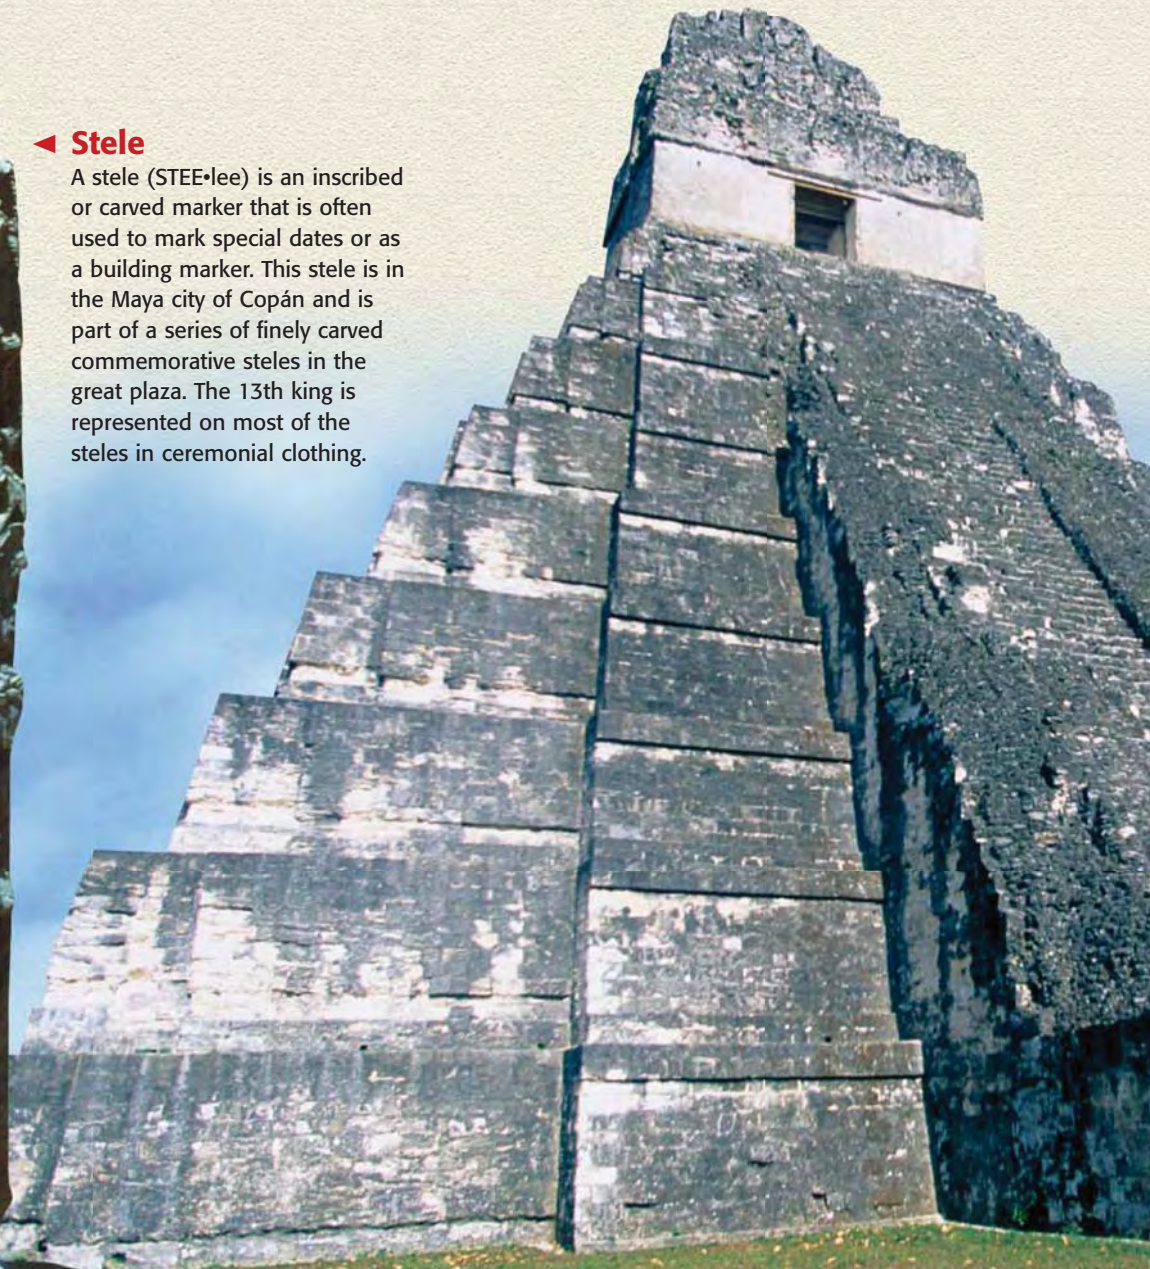 Stele
A stele (STEE•lee) is an inscribed
or carved marker that is often
used to mark special dates or as
a building marker. This stele is in
the Maya city of Copán and is
part of a series of finely carved
commemorative steles in the
great plaza. The 13th king is
represented on most of the
steles in ceremonial clothing.